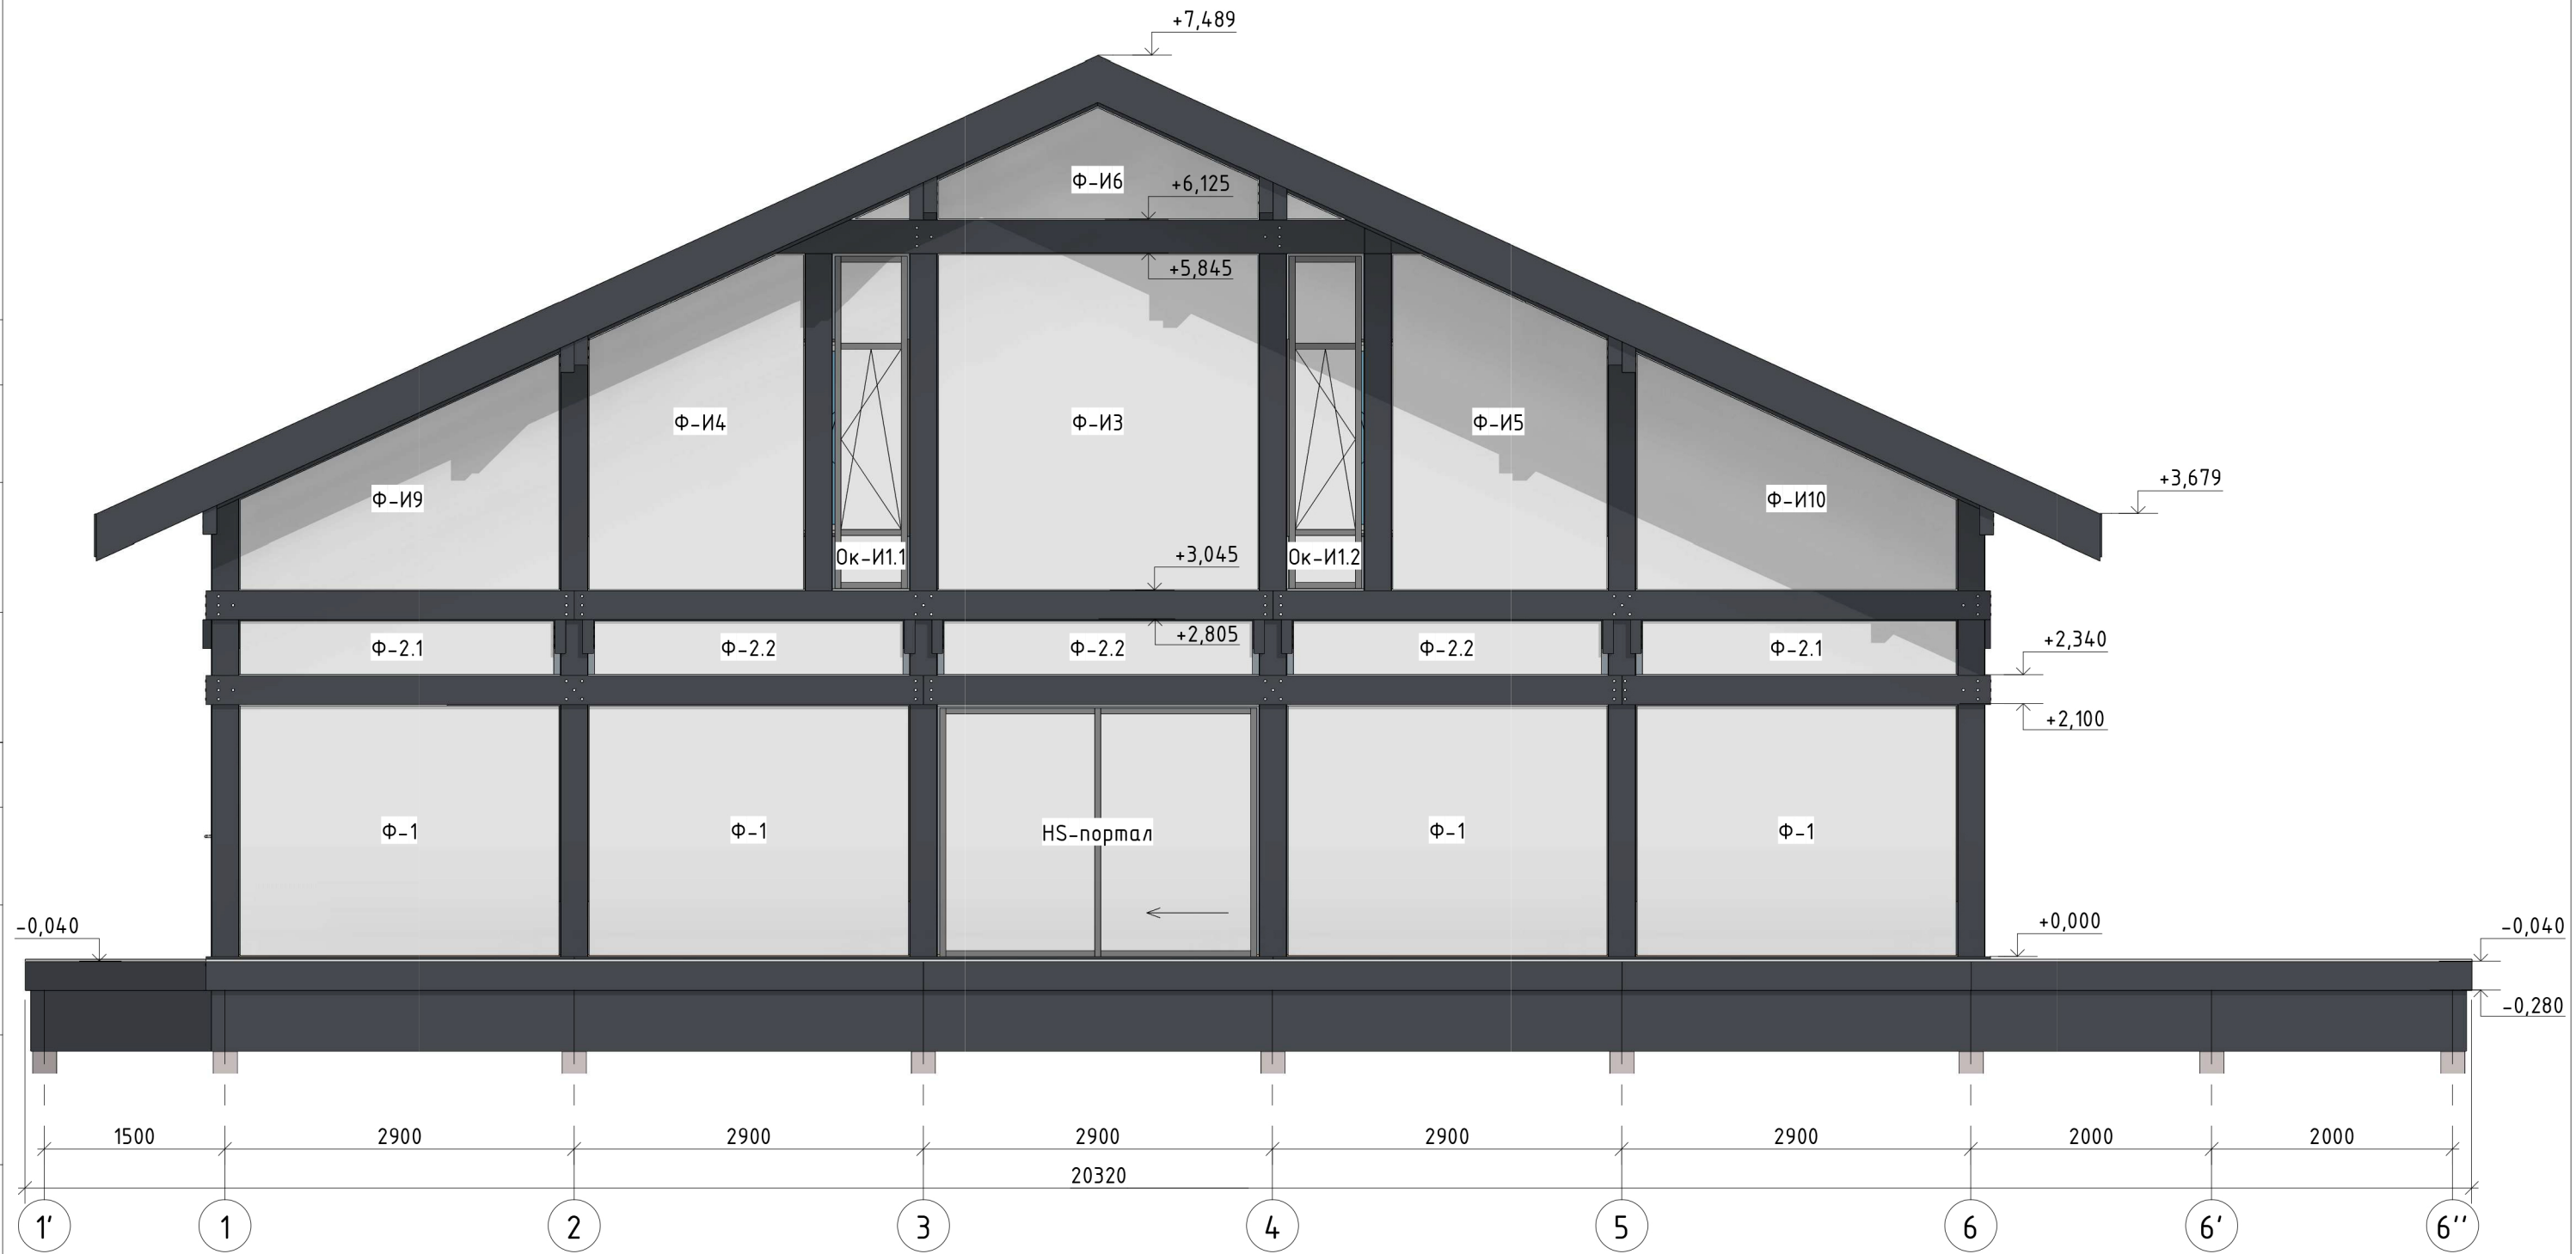 +7,489
Ф-И6
+6,125
+5,845
Ф-И4
Ф-И3
Ф-И5
+3,679
Ф-И9
Ф-И10
Ок-И1.1
+3,045
Ок-И1.2
Ф-2.1
Ф-2.2
Ф-2.2
+2,805
Ф-2.2
Ф-2.1
+2,340
+2,100
Ф-1
Ф-1
HS-портал
Ф-1
Ф-1
-0,040
+0,000
-0,040
-0,280
1500
2900
2900
2900
2900
2900
2000
2000
20320
1'
1
2
3
4
5
6
6'
6''